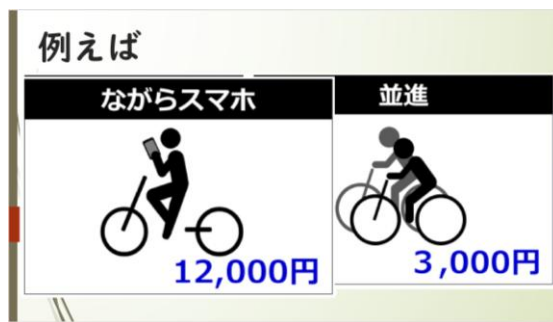 例えば
ながらスマホ
並進
12,000円
3,000円